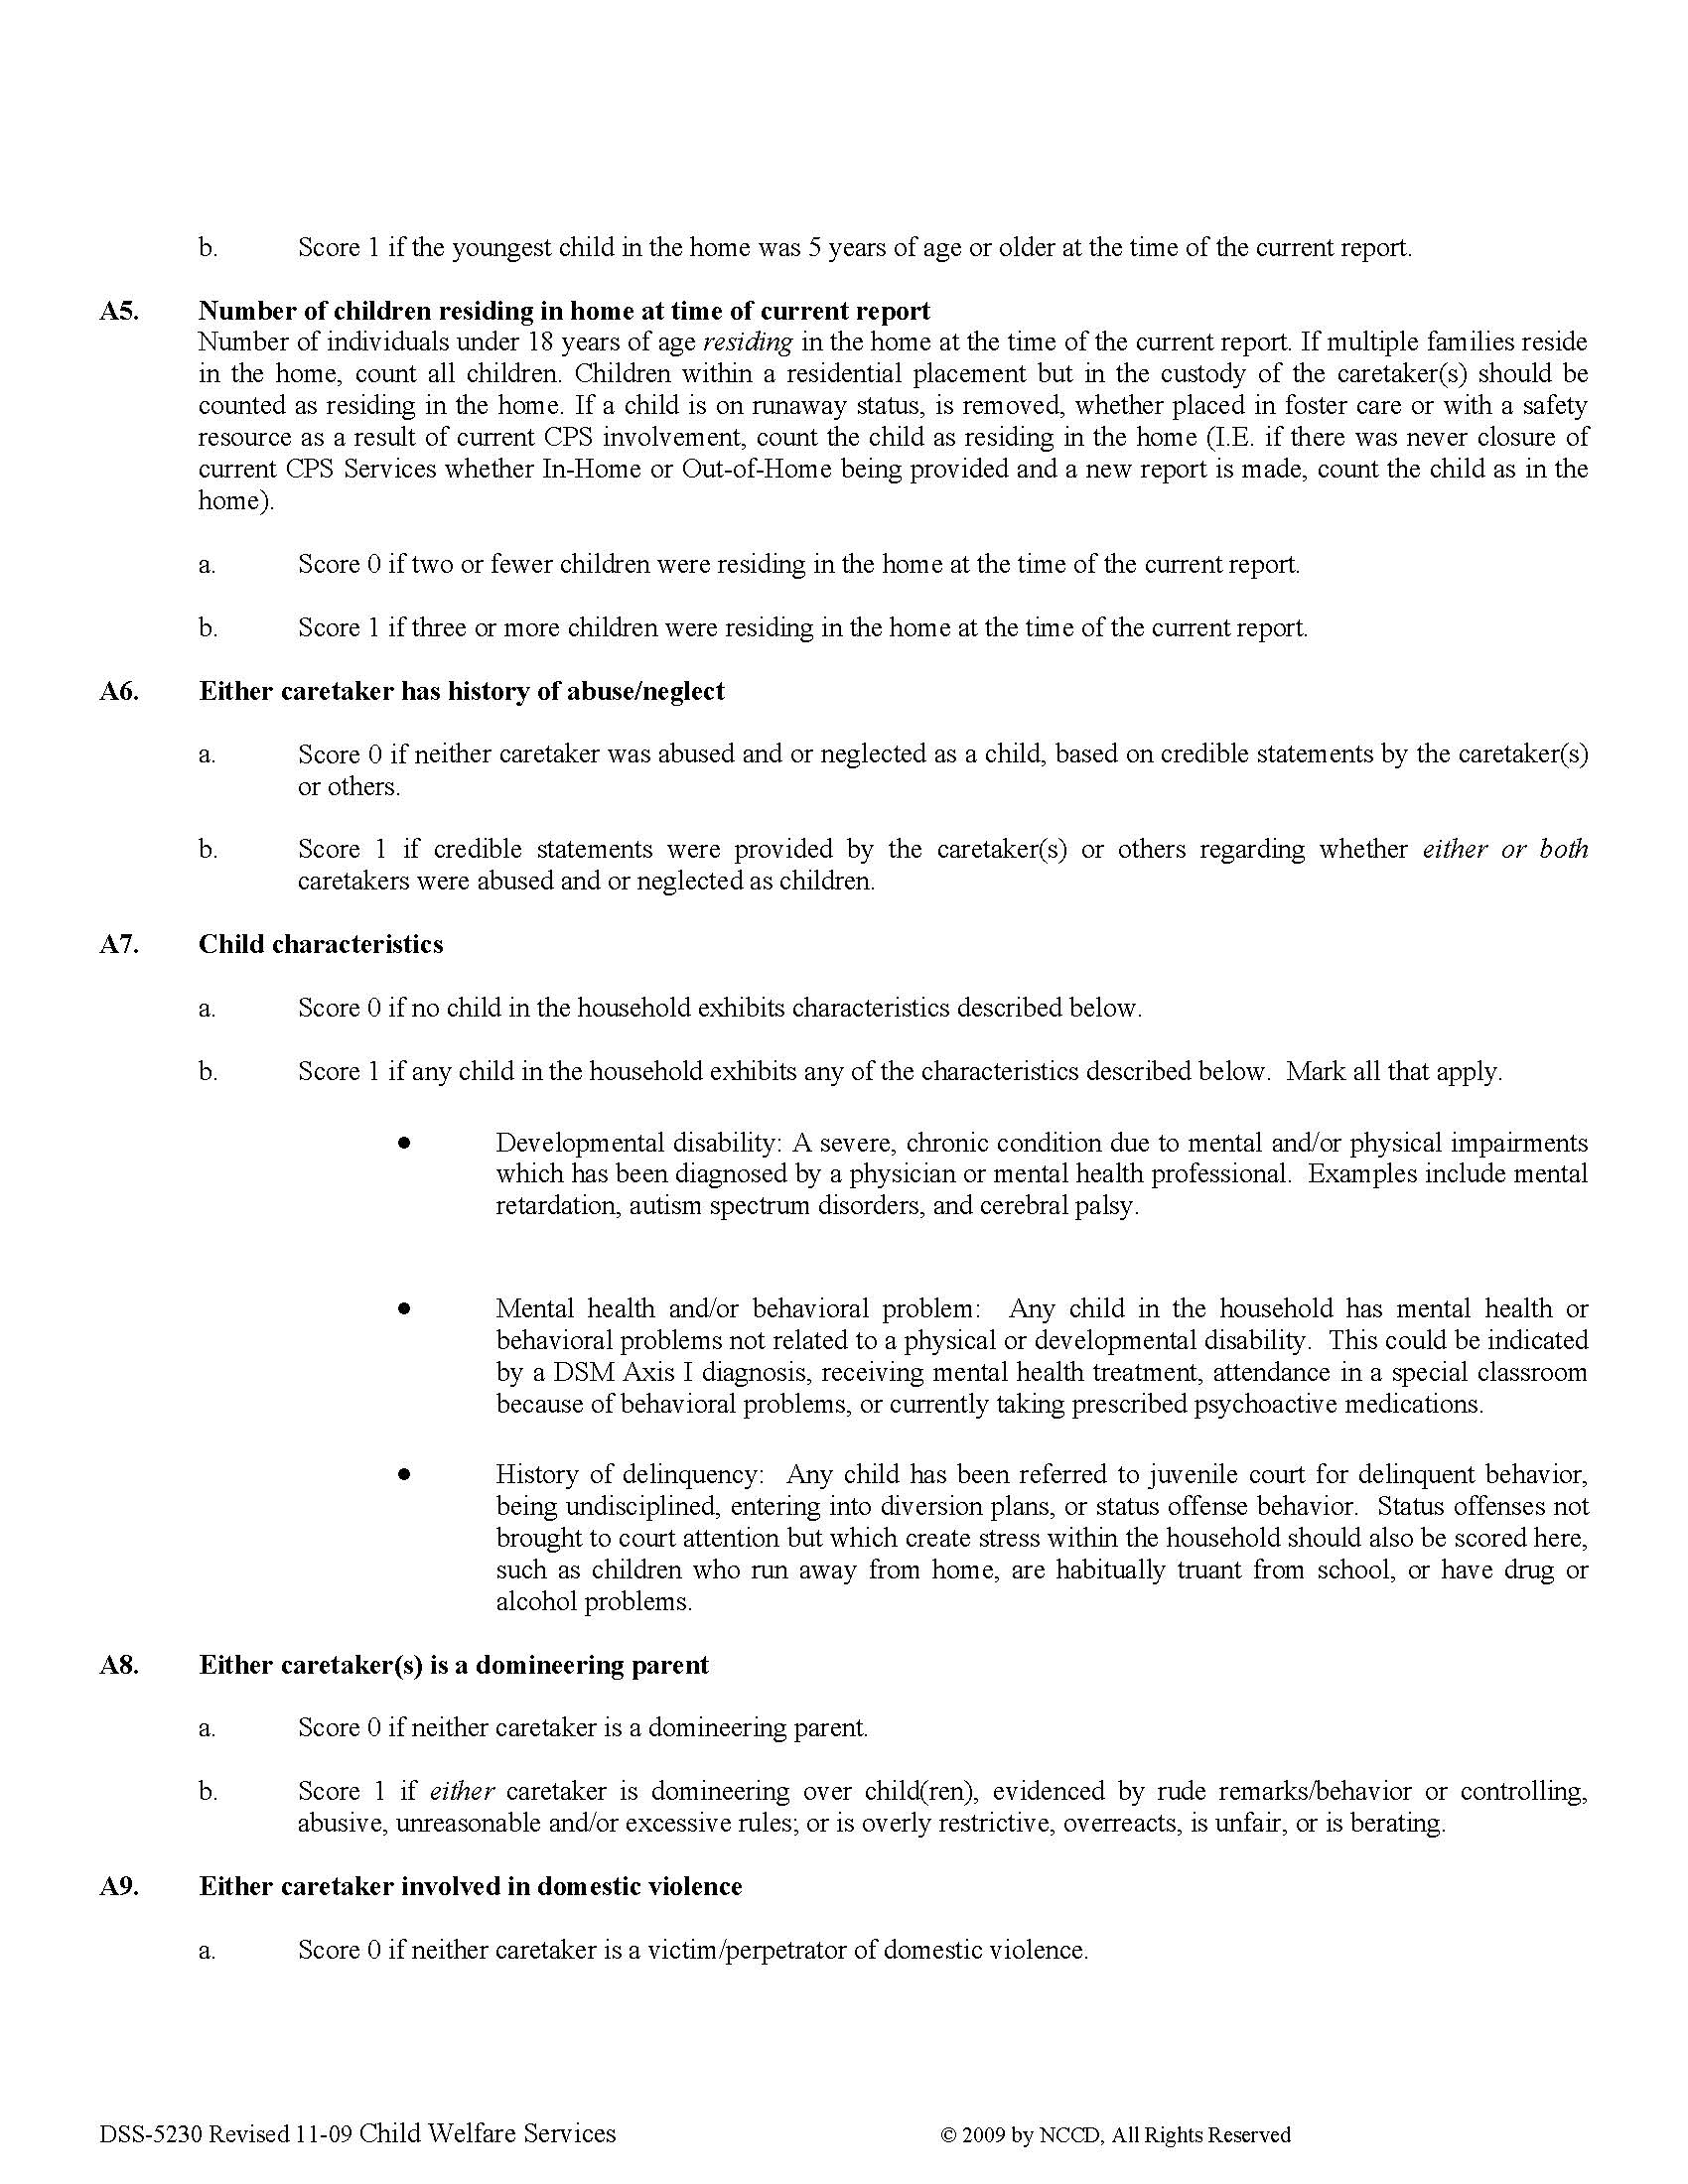 b. Score 1 if the youngest child in the home was 5 years of age or older at the time of the current report.
A5. Number of children residing in home at time of current report
Number of individuals under 18 years of age residing in the home at the time of the current report. If multiple families reside
in the home, count all children. Children within a residential placement but in the custody of the caretaker(s) should be
counted as residing in the home. If a child is on runaway status, is removed, whether placed in foster care or with a safety
resource as a result of current CPS involvement, count the child as residing in the home (I.E. if there was never closure of
current CPS Services whether In-Home or Out-of-Home being provided and a new report is made, count the child as in the
home).
a. Score 0 if two or fewer children were residing in the home at the time of the current report.
b. Score 1 if three or more children were residing in the home at the time of the current report.
A6. Either caretaker has history of abuse/neglect
a. Score 0 if neither caretaker was abused and or neglected as a child, based on credible statements by the caretaker(s)
or others.
b. Score 1 if credible statements were provided by the caretaker(s) or others regarding whether either or both
caretakers were abused and or neglected as children.
A7. Child characteristics
a. Score 0 if no child in the household exhibits characteristics described below.
b. Score 1 if any child in the household exhibits any of the characteristics described below. Mark all that apply.
● Developmental disability: A severe, chronic condition due to mental and/or physical impairments
which has been diagnosed by a physician or mental health professional. Examples include mental
retardation, autism spectrum disorders, and cerebral palsy.
● Mental health and/or behavioral problem: Any child in the household has mental health or
behavioral problems not related to a physical or developmental disability. This could be indicated
by a DSM Axis I diagnosis, receiving mental health treatment, attendance in a special classroom
because of behavioral problems, or currently taking prescribed psychoactive medications.
● History of delinquency: Any child has been referred to juvenile court for delinquent behavior,
being undisciplined, entering into diversion plans, or status offense behavior. Status offenses not
brought to court attention but which create stress within the household should also be scored here,
such as children who run away from home, are habitually truant from school, or have drug or
alcohol problems.
A8. Either caretaker(s) is a domineering parent
a. Score 0 if neither caretaker is a domineering parent.
b. Score 1 if either caretaker is domineering over child(ren), evidenced by rude remarks/behavior or controlling,
abusive, unreasonable and/or excessive rules; or is overly restrictive, overreacts, is unfair, or is berating.
A9. Either caretaker involved in domestic violence
a. Score 0 if neither caretaker is a victim/perpetrator of domestic violence.
DSS-5230 Revised 11-09 Child Welfare Services © 2009 by NCCD, All Rights Reserved